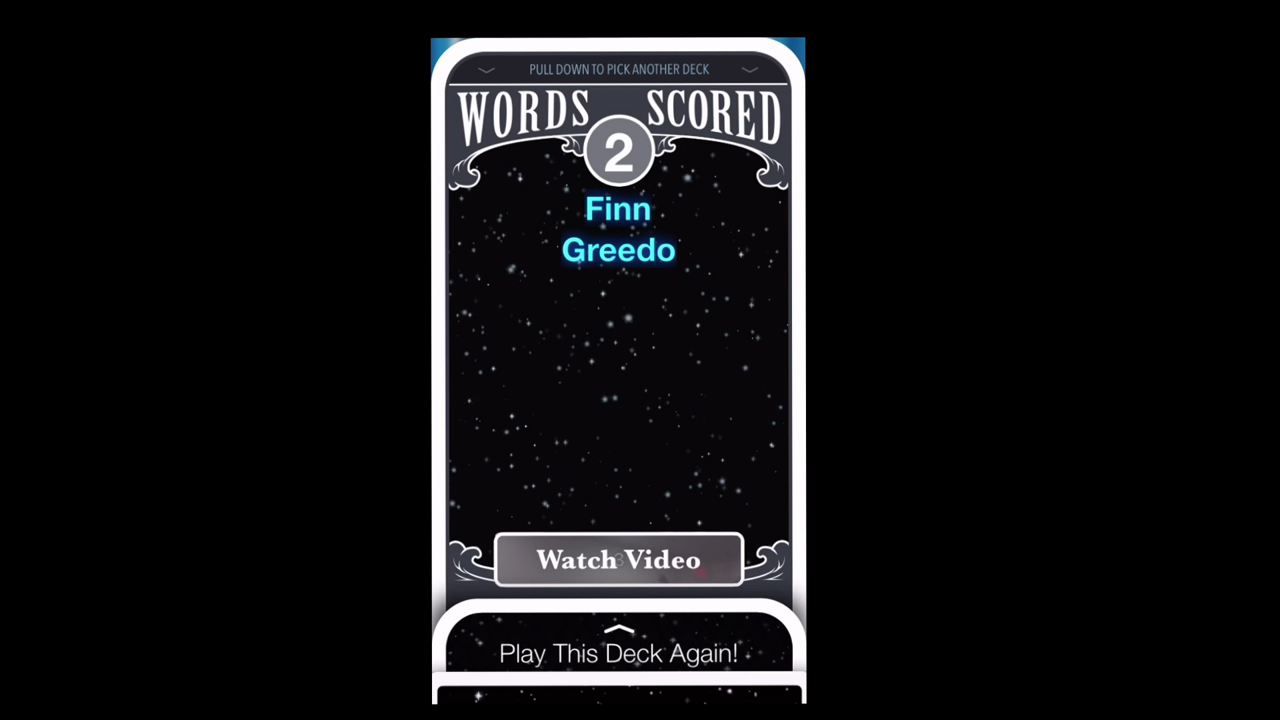 PULL DOWN TO PICK ANOTHER DECK
WORDS SCORED
2
Finn
Greedo
Watch Video
Play This Deck Again!